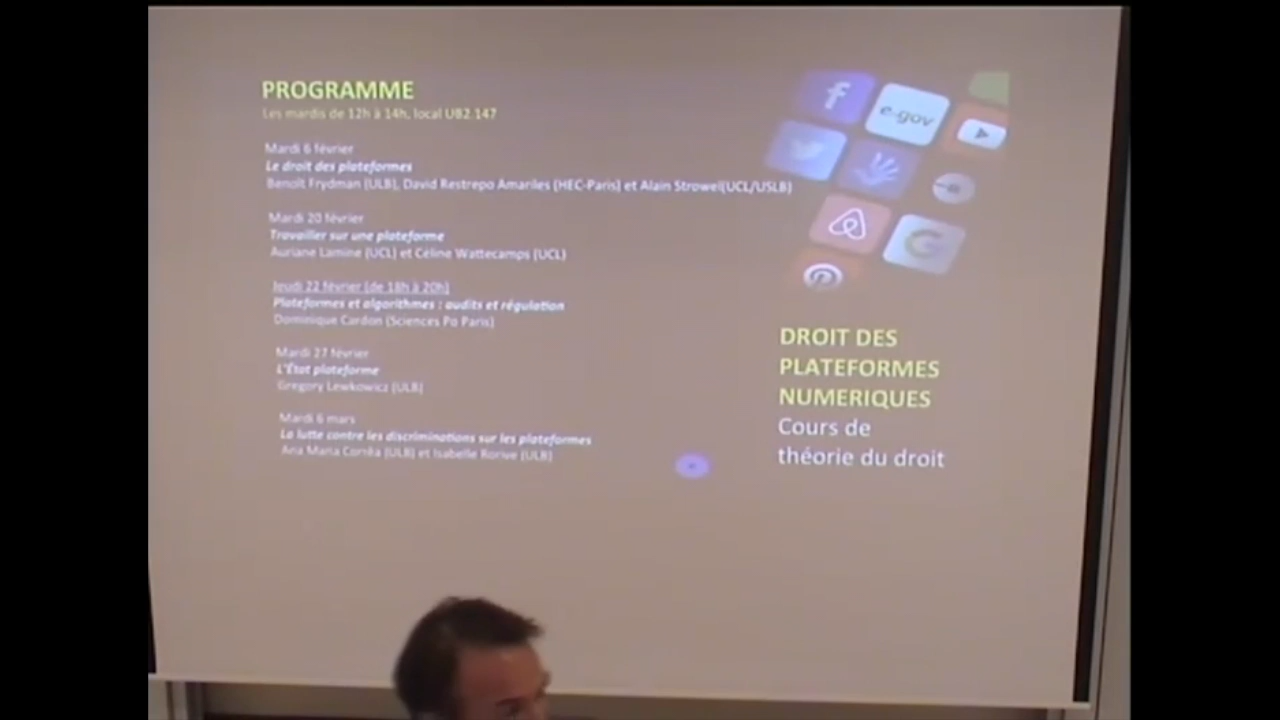 PROGRAMME
Les mardis de 12h à 14h, local UB2.147
Mardi 6 février
Le droit des plateformes
Benoît Frydman (ULB), David Restrepo Amariles (HEC-Paris) et Alain Strowel(UCL/USLB)
Mardi 20 février
Travailler sur une plateforme
Auriane Lamine (UCL) et Céline Wattecamps (UCL)
Jeudi 22 février (de 18h à 20h)
Plateformes et algorithmes : audits et régulation
Dominique Cardon (Sciences Po Paris)
Mardi 27 février
L'État plateforme
Gregory Lewkowicz (ULB)
Mardi 6 mars
La lutte contre les discriminations sur les plateformes
Ana Maria Corrêa (ULB) et Isabelle Rorive (ULB)
e-gov
DROIT DES
PLATEFORMES
NUMERIQUES
Cours de
théorie du droit